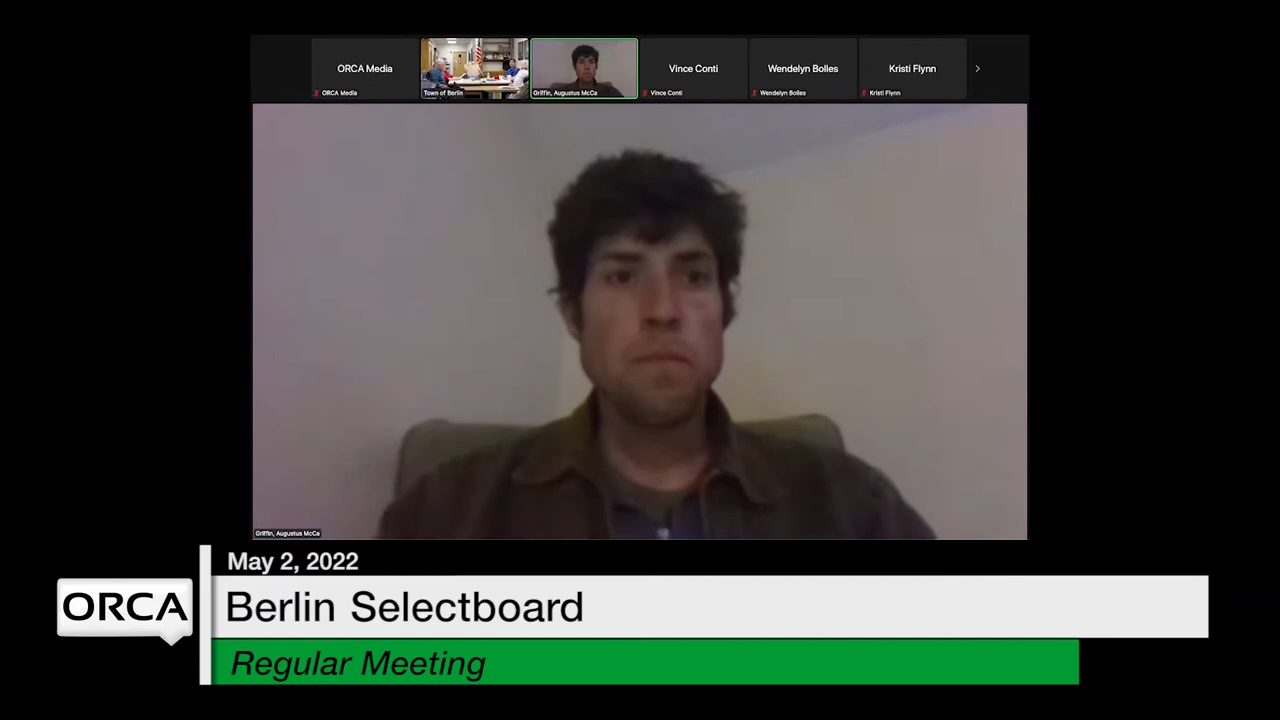 ORCA Media
Vince Conti
Wendelyn Bolles
Kristi Flynn
ORCA Media
Town of Berlin
Griffin, Augustus McCa
Vince Conti
Wendelyn Bolles
Kristi Flynn
Griffin, Augustus McCa
May 2, 2022
ORCA
Berlin Selectboard
Regular Meeting